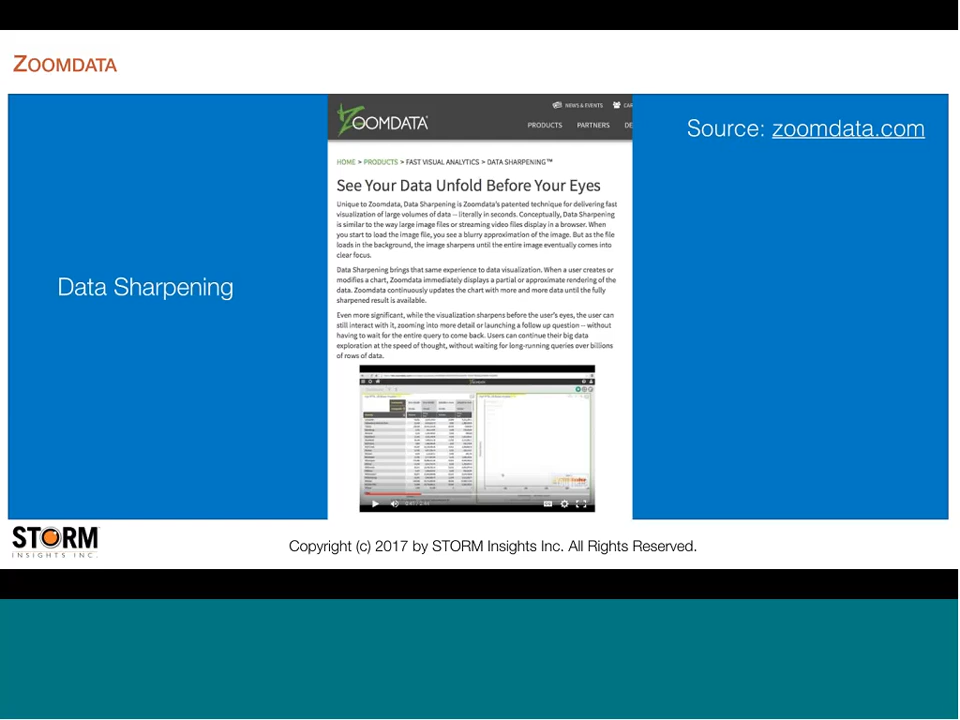 ZOOMDATA
ZOOMDATA
NEWS & EVENTS
CAR
PRODUCTS
PARTNERS
DE
Source: zoomdata.com
HOME > PRODUCTS > FAST VISUAL ANALYTICS > DATA SHARPENING™
See Your Data Unfold Before Your Eyes
Unique to Zoomdata, Data Sharpening is Zoomdata's patented technique for delivering fast
visualization of large volumes of data -- literally in seconds. Conceptually, Data Sharpening
is similar to the way large image files or streaming video files display in a browser. When
you start to load the image file, you see a blurry approximation of the image. But as the file
loads in the background, the image sharpens until the entire image eventually comes into
clear focus.
Data Sharpening brings that same experience to data visualization. When a user creates or
modifies a chart, Zoomdata immediately displays a partial or approximate rendering of the
data. Zoomdata continuously updates the chart with more and more data until the fully
sharpened result is available.
Even more significant, while the visualization sharpens before the user's eyes, the user can
still interact with it, zooming into more detail or launching a follow up question -- without
having to wait for the entire query to come back. Users can continue their big data
exploration at the speed of thought, without waiting for long-running queries over billions
of rows of data.
Data Sharpening
STORM
INSIGHTS INC.
Copyright (c) 2017 by STORM Insights Inc. All Rights Reserved.